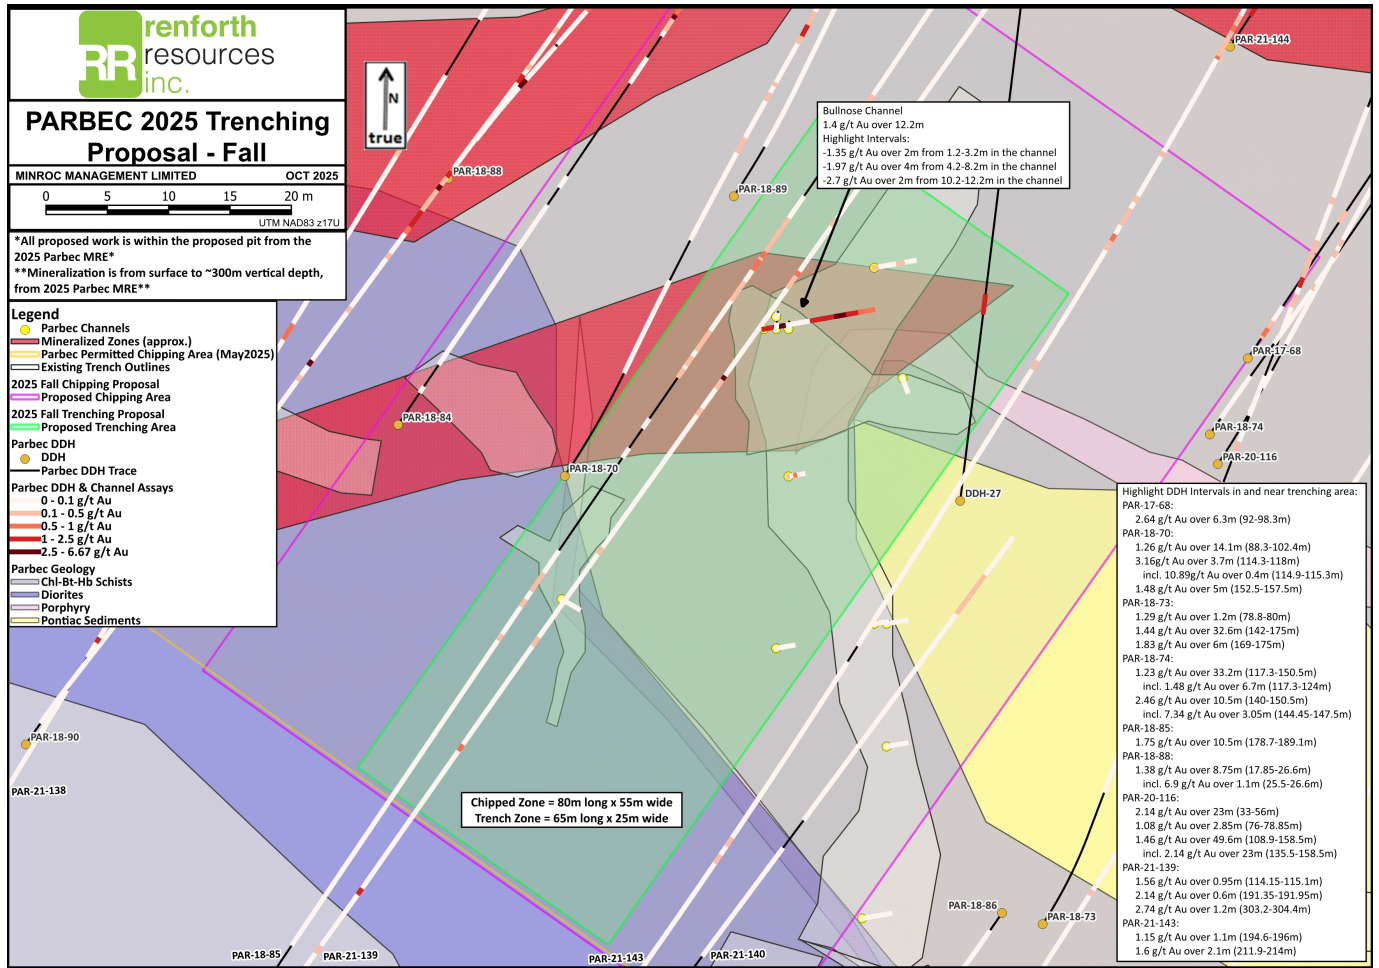 renforth
resources
inc.
RR
PARBEC 2025 Trenching
Proposal - Fall
MINROC MANAGEMENT LIMITED OCT 2025
0 5 10 15 20 m
UTM NAD83 z17U
*All proposed work is within the proposed pit from the
2025 Parbec MRE*
**Mineralization is from surface to ~300m vertical depth,
from 2025 Parbec MRE**
Legend
Parbec Channels
Mineralized Zones (approx.)
Parbec Permitted Chipping Area (May2025)
Existing Trench Outlines
2025 Fall Chipping Proposal
Proposed Chipping Area
2025 Fall Trenching Proposal
Proposed Trenching Area
Parbec DDH
DDH
Parbec DDH Trace
Parbec DDH & Channel Assays
0 - 0.1 g/t Au
0.1 - 0.5 g/t Au
0.5 - 1 g/t Au
1 - 2.5 g/t Au
2.5 - 6.67 g/t Au
Parbec Geology
Chl-Bt-Hb Schists
Diorites
Porphyry
Pontiac Sediments
N
true
Bullnose Channel
1.4 g/t Au over 12.2m
Highlight Intervals:
-1.35 g/t Au over 2m from 1.2-3.2m in the channel
-1.97 g/t Au over 4m from 4.2-8.2m in the channel
-2.7 g/t Au over 2m from 10.2-12.2m in the channel
PAR-21-144
PAR-18-88
PAR-18-89
PAR-17-68
PAR-18-84
PAR-18-74
PAR-20-116
PAR-18-70
DDH-27
PAR-18-90
PAR-21-138
Chipped Zone = 80m long x 55m wide
Trench Zone = 65m long x 25m wide
PAR-18-86
PAR-18-73
PAR-18-85
PAR-21-139
PAR-21-143
PAR-21-140
Highlight DDH Intervals in and near trenching area:
PAR-17-68:
2.64 g/t Au over 6.3m (92-98.3m)
PAR-18-70:
1.26 g/t Au over 14.1m (88.3-102.4m)
3.16g/t Au over 3.7m (114.3-118m)
incl. 10.89g/t Au over 0.4m (114.9-115.3m)
1.48 g/t Au over 5m (152.5-157.5m)
PAR-18-73:
1.29 g/t Au over 1.2m (78.8-80m)
1.44 g/t Au over 32.6m (142-175m)
1.83 g/t Au over 6m (169-175m)
PAR-18-74:
1.23 g/t Au over 33.2m (117.3-150.5m)
incl. 1.48 g/t Au over 6.7m (117.3-124m)
2.46 g/t Au over 10.5m (140-150.5m)
incl. 7.34 g/t Au over 3.05m (144.45-147.5m)
PAR-18-85:
1.75 g/t Au over 10.5m (178.7-189.1m)
PAR-18-88:
1.38 g/t Au over 8.75m (17.85-26.6m)
incl. 6.9 g/t Au over 1.1m (25.5-26.6m)
PAR-20-116:
2.14 g/t Au over 23m (33-56m)
1.08 g/t Au over 2.85m (76-78.85m)
1.46 g/t Au over 49.6m (108.9-158.5m)
incl. 2.14 g/t Au over 23m (135.5-158.5m)
PAR-21-139:
1.56 g/t Au over 0.95m (114.15-115.1m)
2.14 g/t Au over 0.6m (191.35-191.95m)
2.74 g/t Au over 1.2m (303.2-304.4m)
PAR-21-143:
1.15 g/t Au over 1.1m (194.6-196m)
1.6 g/t Au over 2.1m (211.9-214m)